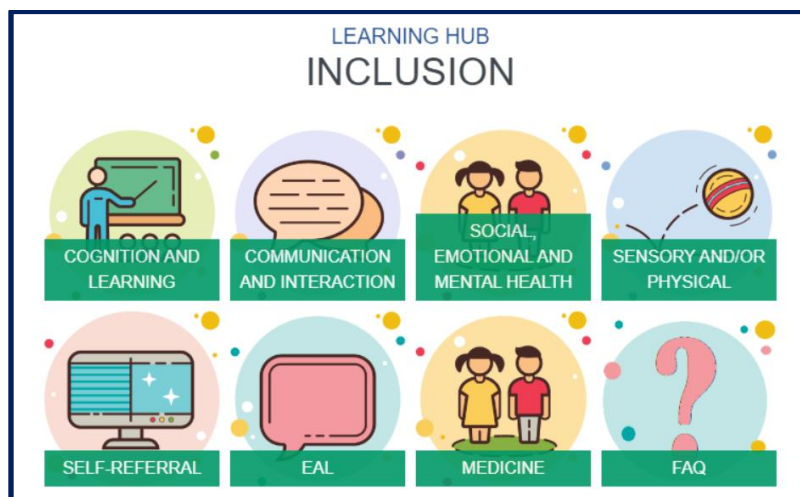 LEARNING HUB
INCLUSION
COGNITION AND
LEARNING
COMMUNICATION
AND INTERACTION
SOCIAL,
EMOTIONAL AND
MENTAL HEALTH
SENSORY AND/OR
PHYSICAL
SELF-REFERRAL
EAL
MEDICINE
FAQ